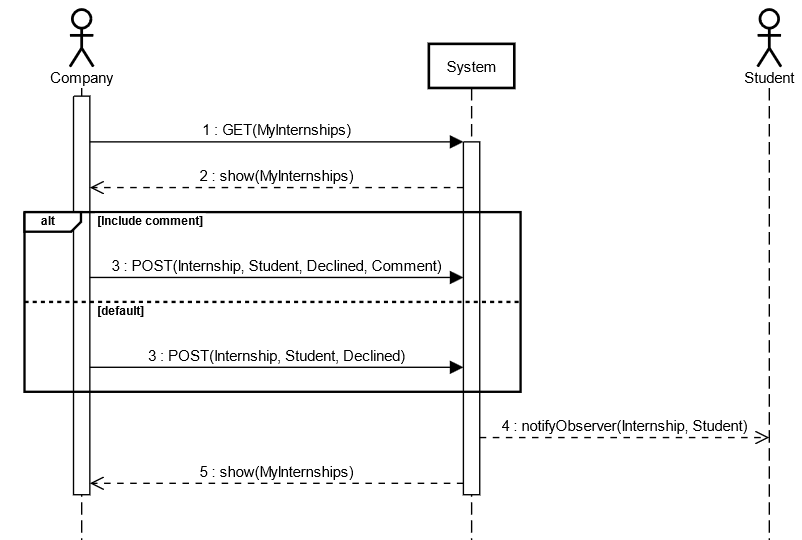 Company
System
Student
1 : GET(MyInternships)
2 : show(MyInternships)
alt
[Include comment]
3 : POST(Internship, Student, Declined, Comment)
[default]
3 : POST(Internship, Student, Declined)
4 : notifyObserver(Internship, Student)
5 : show(MyInternships)